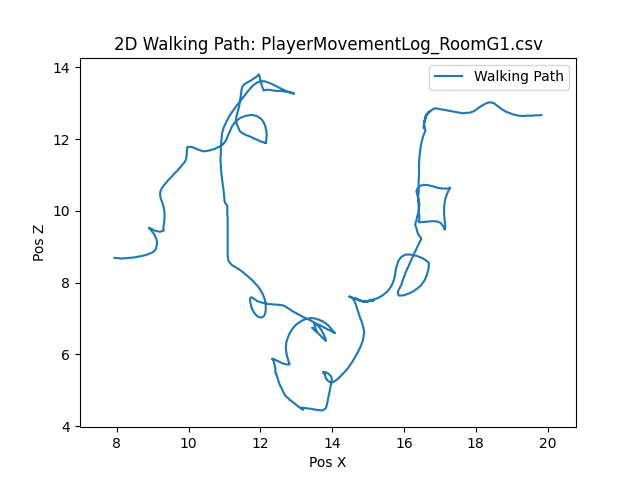 2D Walking Path: PlayerMovementLog_RoomG1.csv
Walking Path
Pos Z
14
12
10
8
6
4
8 10 12 14 16 18 20
Pos X